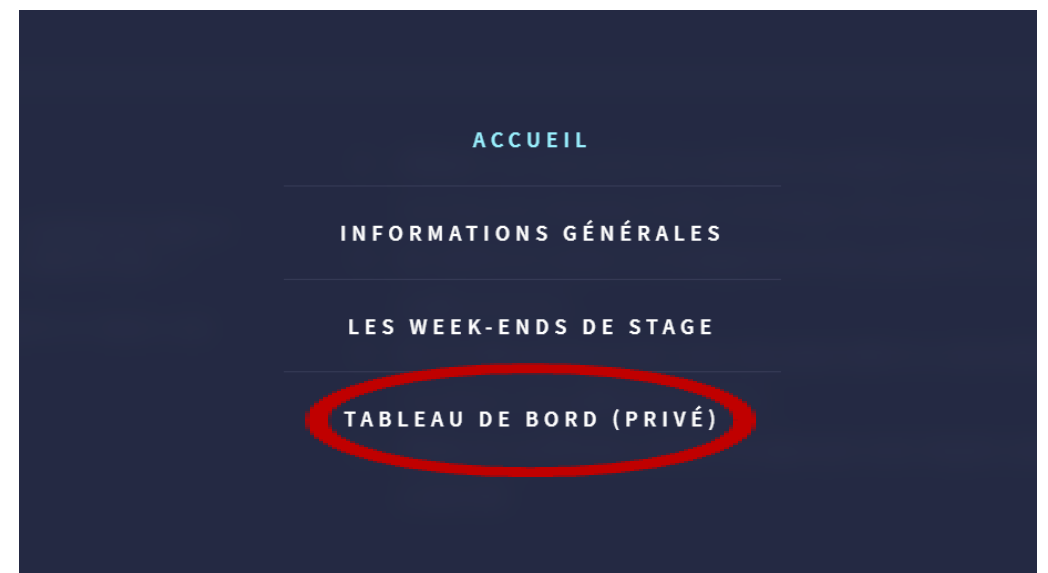 ACCUEIL
INFORMATIONS GÉNÉRALES
LES WEEK-ENDS DE STAGE
TABLEAU DE BORD (PRIVÉ)